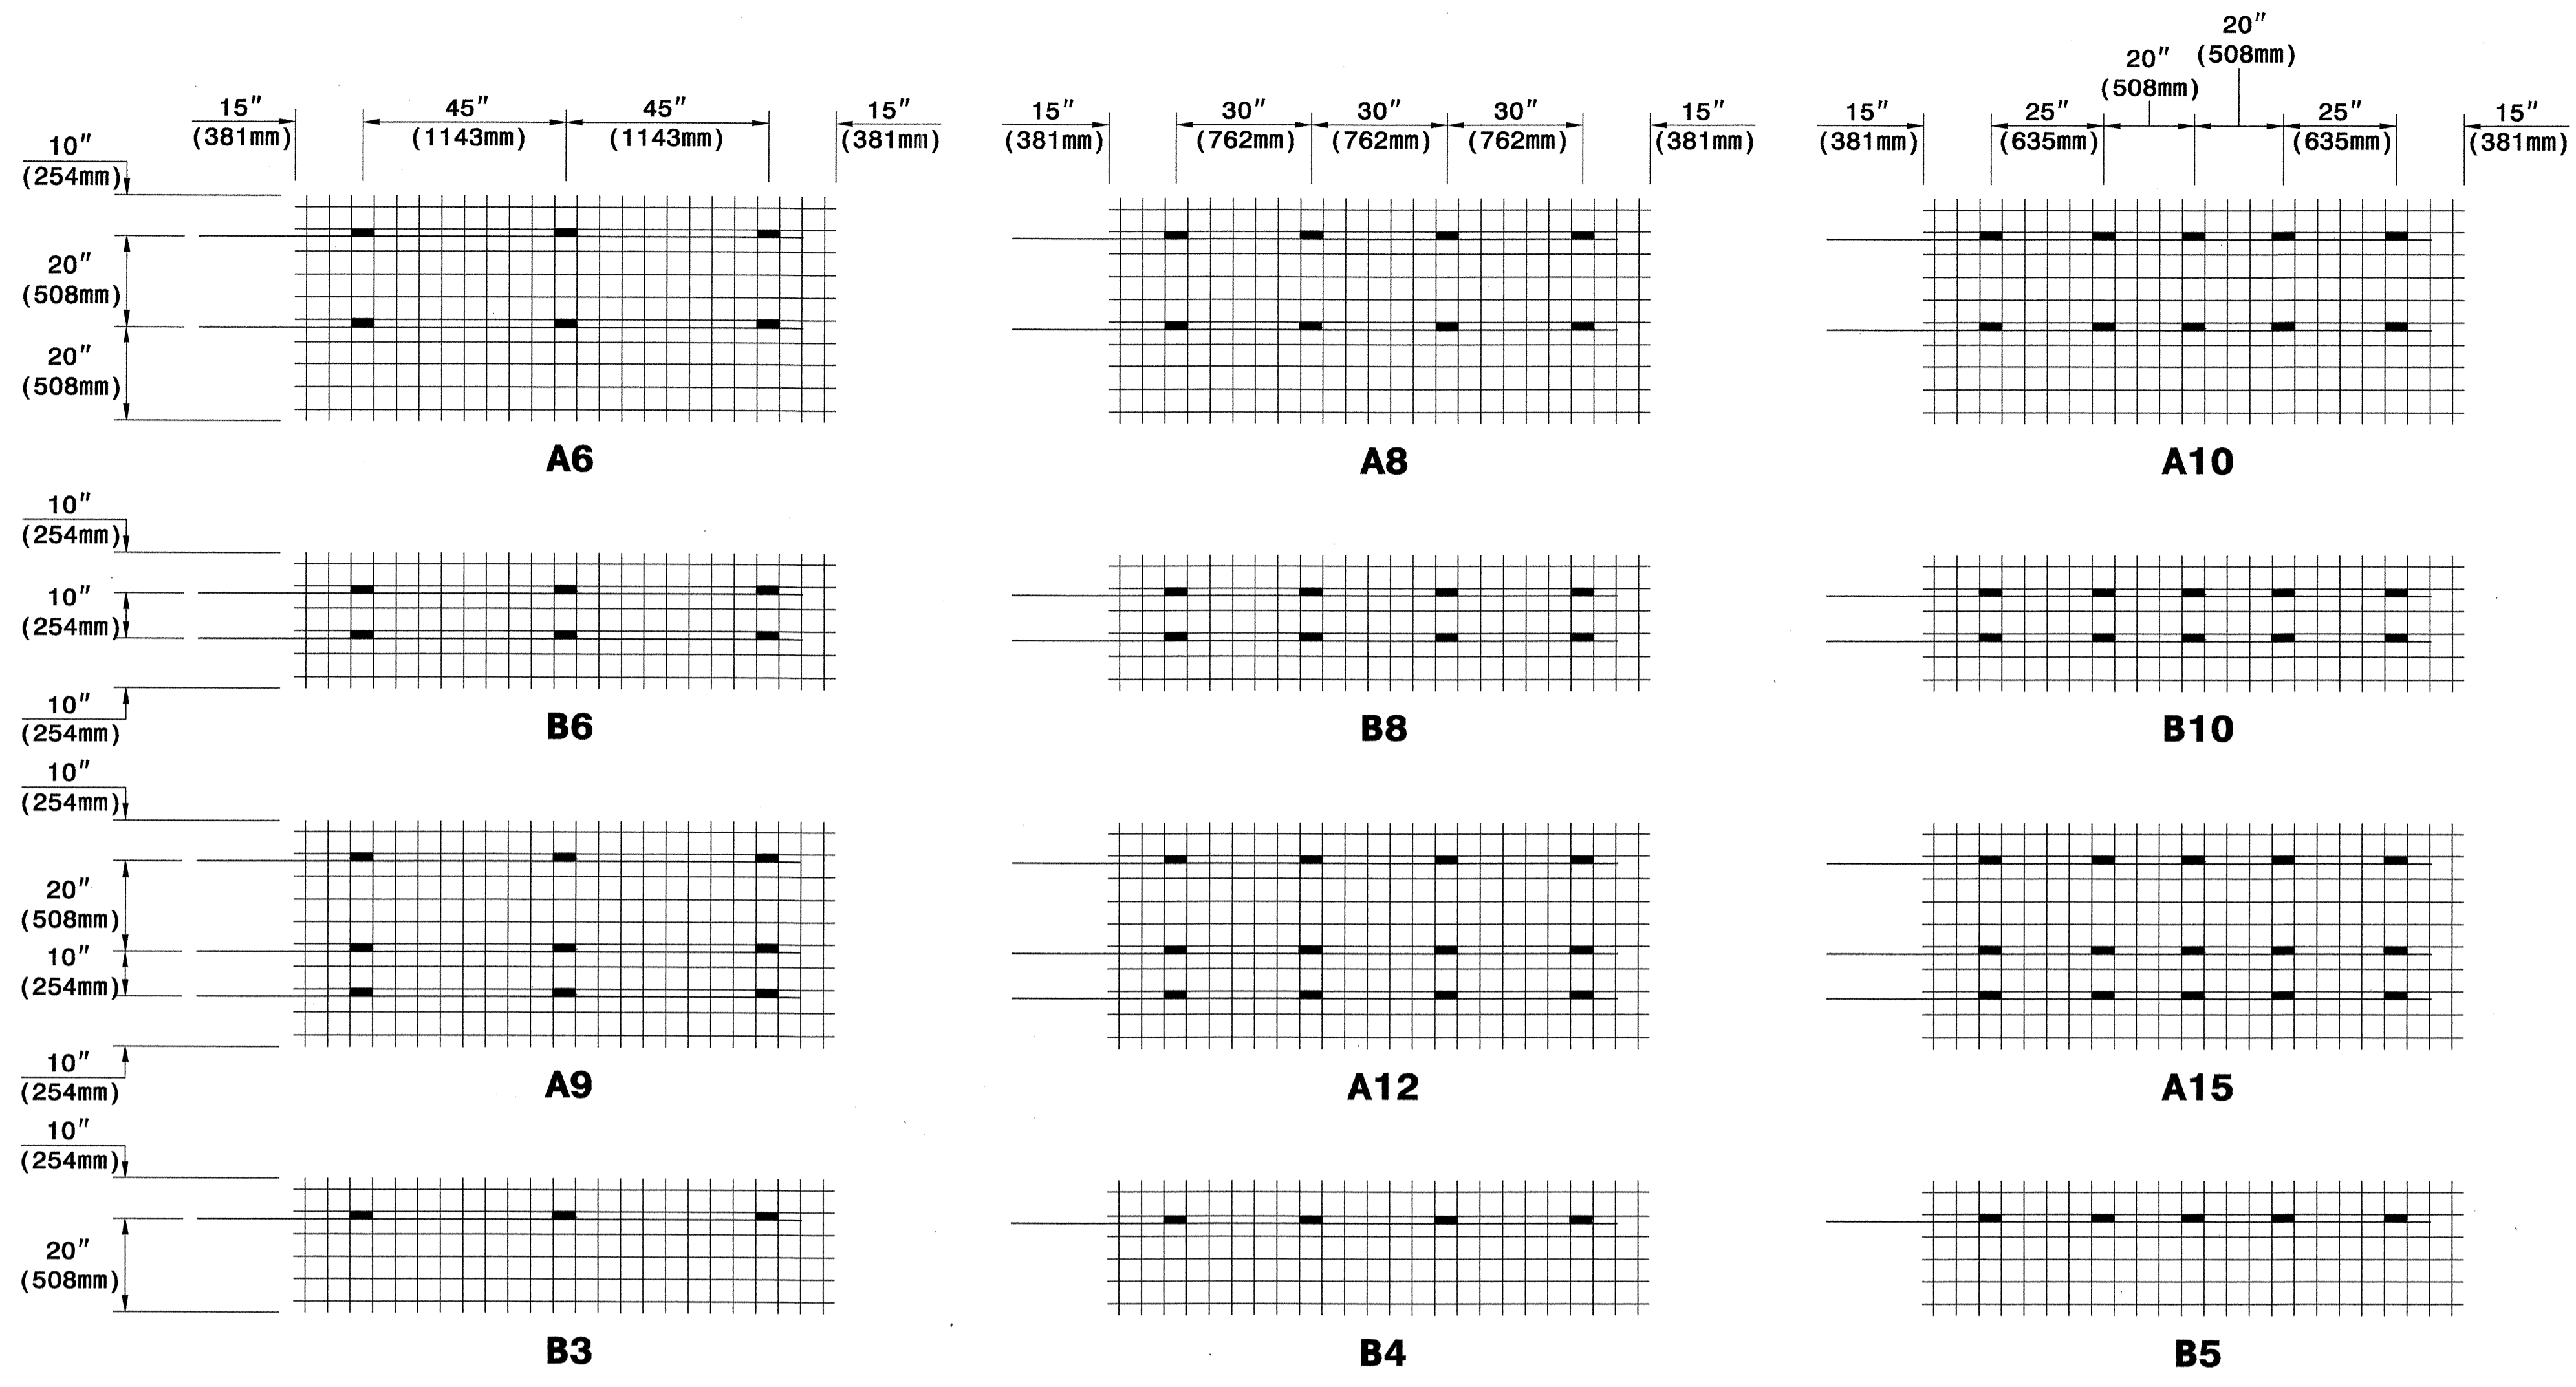 20"
(508mm)
20"
(508mm)
15"
(381mm)
45"
(1143mm)
45"
(1143mm)
15"
(381mm)
15"
(381mm)
30"
(762mm)
30"
(762mm)
30"
(762mm)
15"
(381mm)
15"
(381mm)
25"
(635mm)
25"
(635mm)
15"
(381mm)
10"
(254mm)
20"
(508mm)
20"
(508mm)
A6
A8
A10
10"
(254mm)
10"
(254mm)
10"
(254mm)
B6
B8
B10
10"
(254mm)
20"
(508mm)
10"
(254mm)
10"
(254mm)
A9
A12
A15
10"
(254mm)
20"
(508mm)
B3
B4
B5